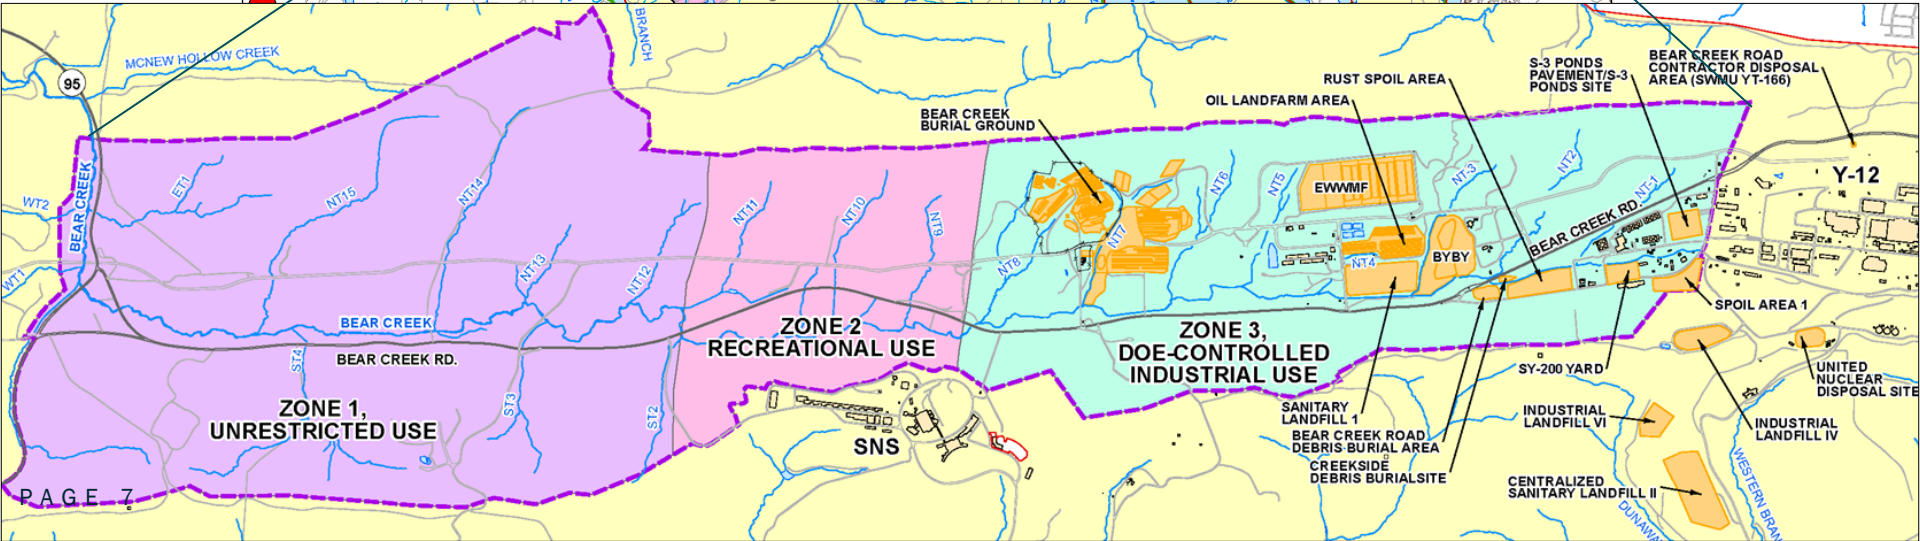 BRANCH
MCNEW HOLLOW CREEK
95
BEAR CREEK
WT2
WT1
ET1
NT15
NT14
NT13
NT12
NT11
NT10
NT9
NT8
NT7
NT6
NT5
NT4
NT-3
NT2
NT-1
BEAR CREEK
BURIAL GROUND
OIL LANDFARM AREA
RUST SPOIL AREA
S-3 PONDS
PAVEMENT/S-3
PONDS SITE
BEAR CREEK ROAD
CONTRACTOR DISPOSAL
AREA (SWMU YT-166)
Y-12
EWWMF
BYBY
BEAR CREEK RD.
BEAR CREEK
BEAR CREEK RD.
ST4
ST3
ST2
ZONE 1,
UNRESTRICTED USE
ZONE 2
RECREATIONAL USE
ZONE 3,
DOE-CONTROLLED
INDUSTRIAL USE
SNS
SANITARY
LANDFILL 1
BEAR CREEK ROAD
DEBRIS BURIAL AREA
CREEKSIDE
DEBRIS BURIALSITE
SY-200 YARD
SPOIL AREA 1
UNITED
NUCLEAR
DISPOSAL SITE
INDUSTRIAL
LANDFILL VI
INDUSTRIAL
LANDFILL IV
CENTRALIZED
SANITARY LANDFILL II
DUNAWA
WESTERN BRAN
PAGE 7